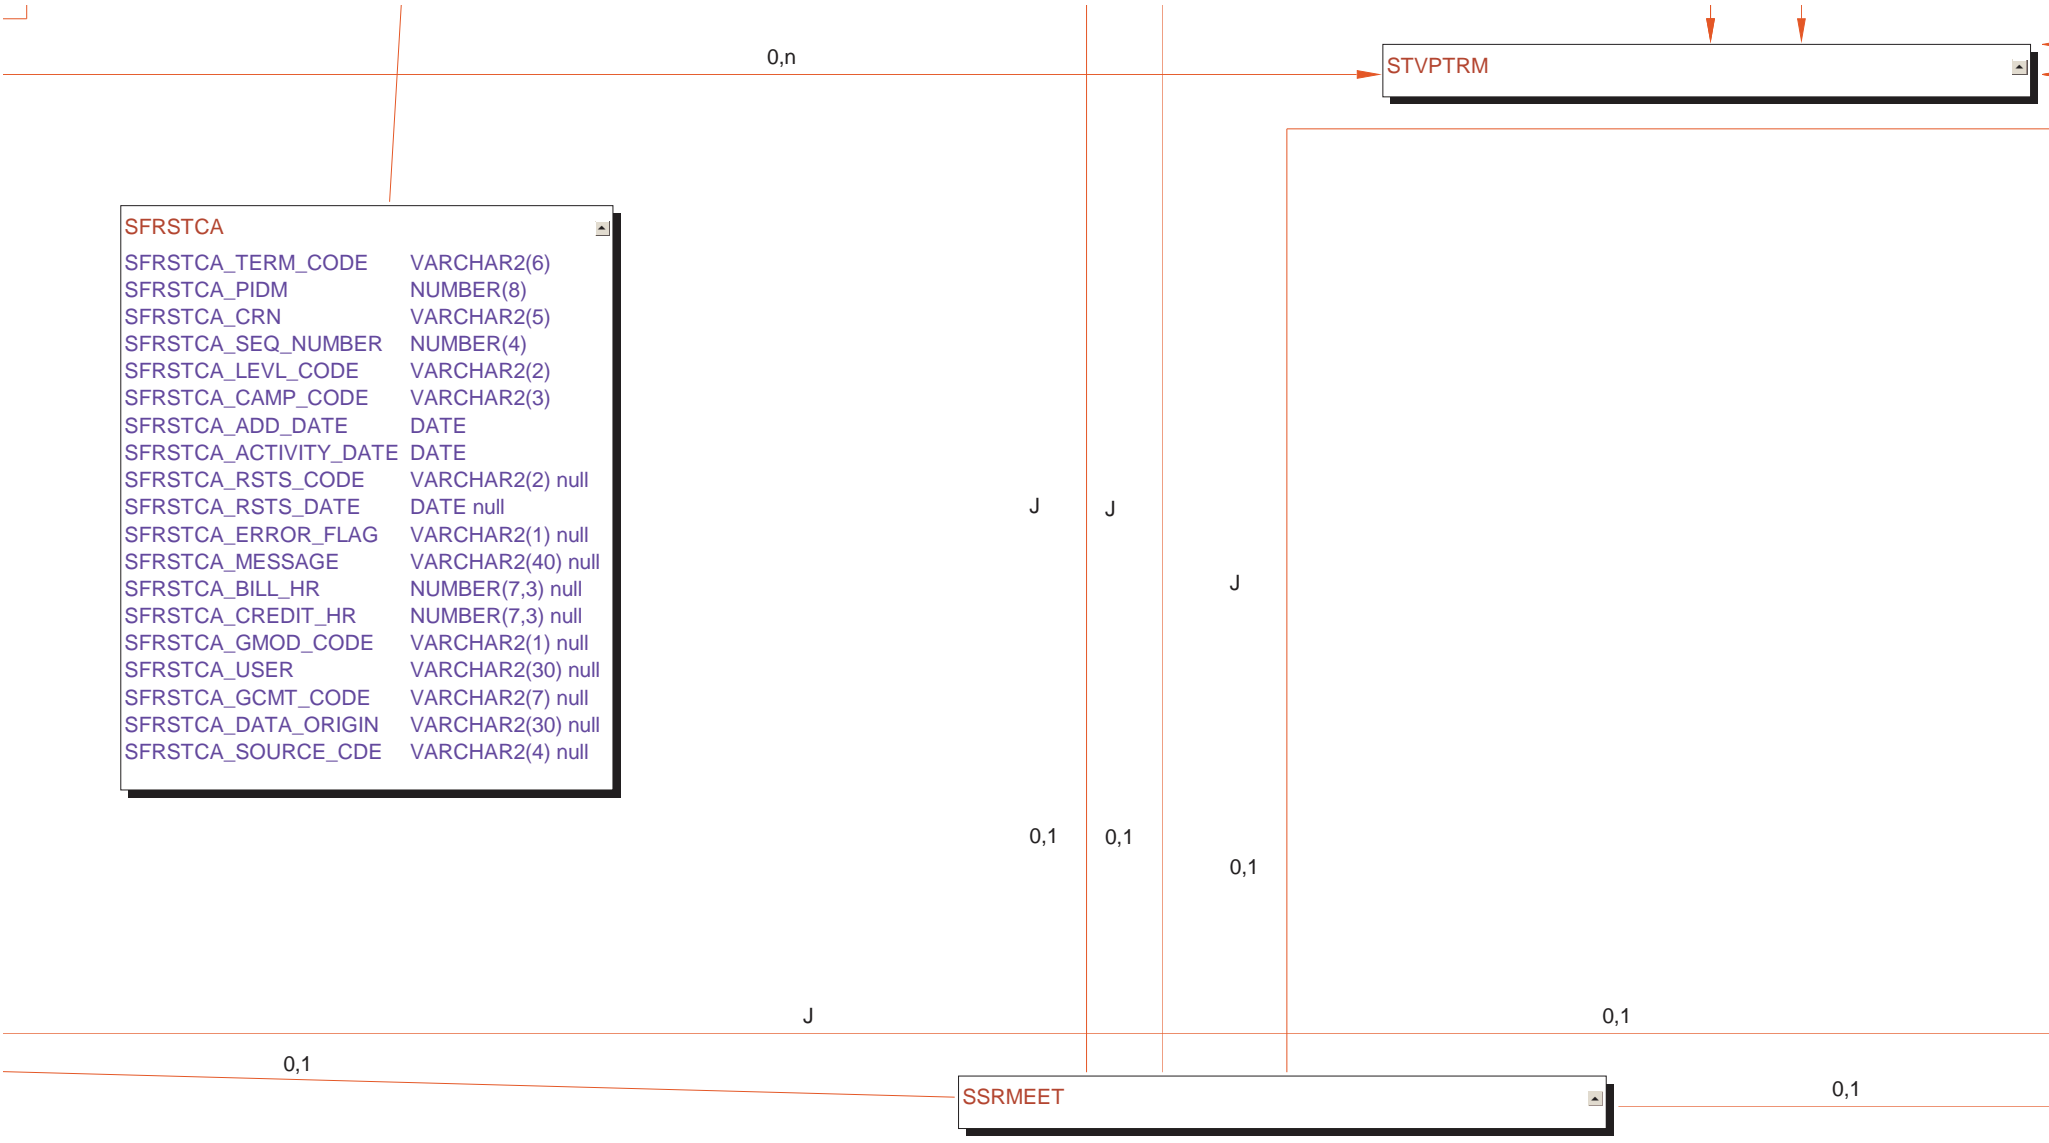 0,n
STVPTRM
SFRSTCA
SFRSTCA_TERM_CODE VARCHAR2(6)
SFRSTCA_PIDM NUMBER(8)
SFRSTCA_CRN VARCHAR2(5)
SFRSTCA_SEQ_NUMBER NUMBER(4)
SFRSTCA_LEVL_CODE VARCHAR2(2)
SFRSTCA_CAMP_CODE VARCHAR2(3)
SFRSTCA_ADD_DATE DATE
SFRSTCA_ACTIVITY_DATE DATE
SFRSTCA_RSTS_CODE VARCHAR2(2) null
SFRSTCA_RSTS_DATE DATE null
SFRSTCA_ERROR_FLAG VARCHAR2(1) null
SFRSTCA_MESSAGE VARCHAR2(40) null
SFRSTCA_BILL_HR NUMBER(7,3) null
SFRSTCA_CREDIT_HR NUMBER(7,3) null
SFRSTCA_GMOD_CODE VARCHAR2(1) null
SFRSTCA_USER VARCHAR2(30) null
SFRSTCA_GCMT_CODE VARCHAR2(7) null
SFRSTCA_DATA_ORIGIN VARCHAR2(30) null
SFRSTCA_SOURCE_CDE VARCHAR2(4) null
J J
J
0,1 0,1
0,1
J 0,1
0,1
SSRMEET
0,1